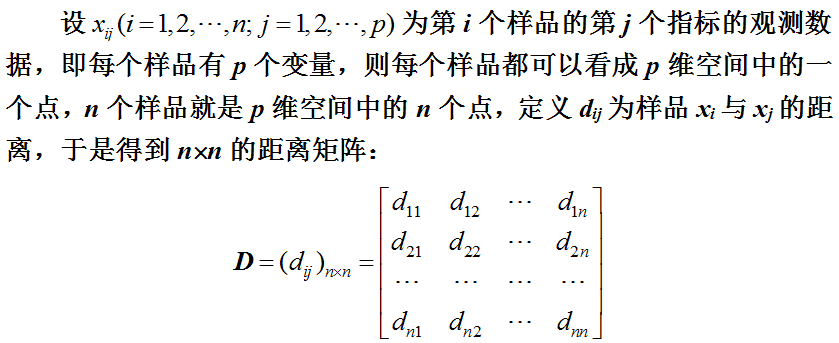 设 x_{ij}(i=1,2,⋯,n; j=1,2,⋯,p) 为第 i 个样品的第 j 个指标的观测数
据，即每个样品有 p 个变量，则每个样品都可以看成 p 维空间中的一
个点，n 个样品就是 p 维空间中的 n 个点，定义 d_{ij} 为样品 x_i 与 x_j 的距
离，于是得到 n×n 的距离矩阵：
d_{11} d_{12} ⋯ d_{1n}
d_{21} d_{22} ⋯ d_{2n}
D = (d_{ij})_{n×n} =
⋯ ⋯ ⋯ ⋯
d_{n1} d_{n2} ⋯ d_{nn}